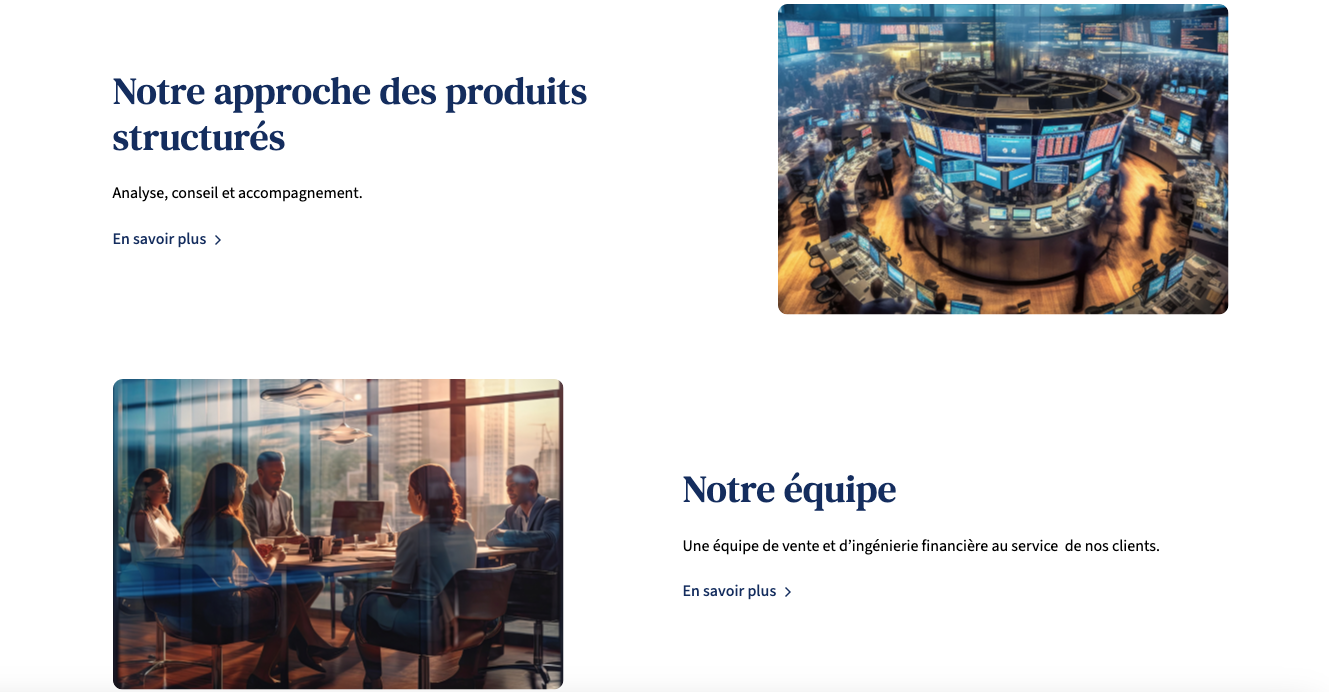 Notre approche des produits
structurés
Analyse, conseil et accompagnement.
En savoir plus
Notre équipe
Une équipe de vente et d’ingénierie financière au service  de nos clients.
En savoir plus